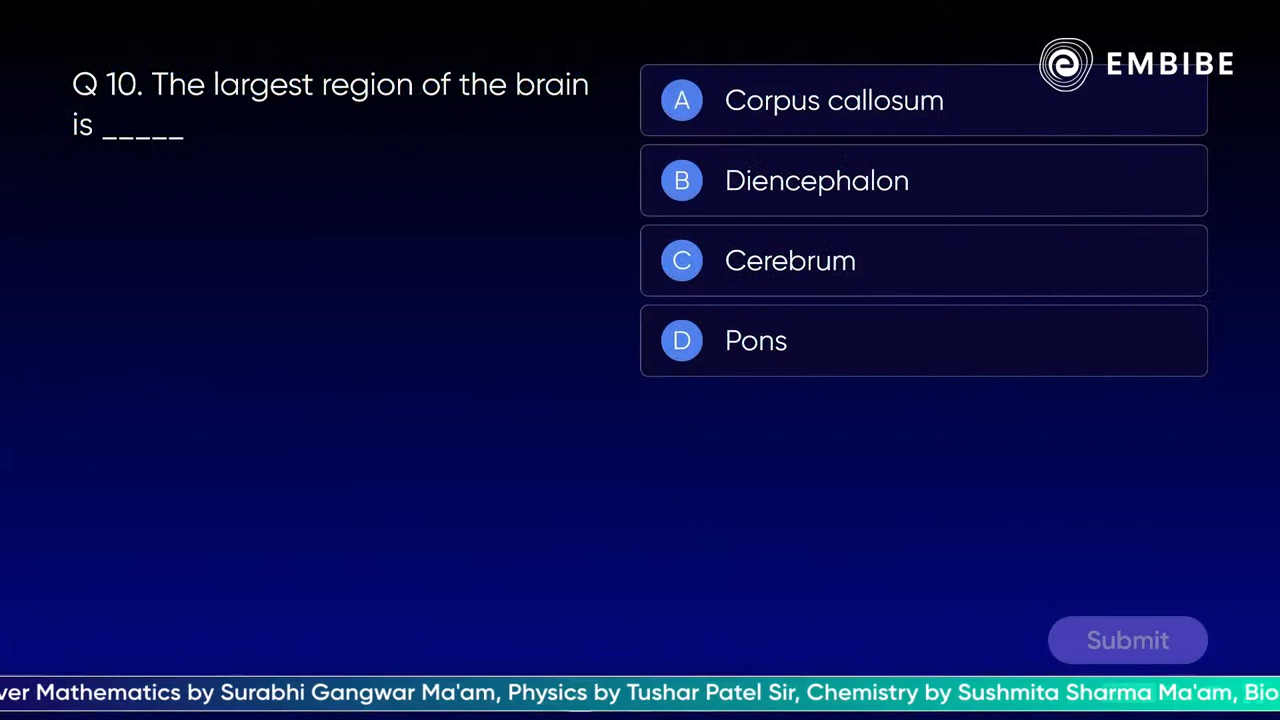 EMBIBE
Q 10. The largest region of the brain
is _____
A Corpus callosum
B Diencephalon
C Cerebrum
D Pons
Submit
ver Mathematics by Surabhi Gangwar Ma'am, Physics by Tushar Patel Sir, Chemistry by Sushmita Sharma Ma'am, Bio